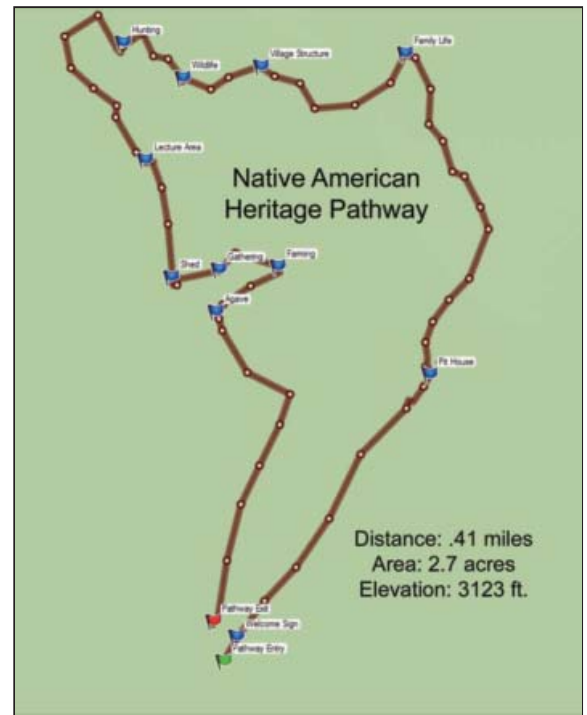 Hunting
Family Life
Village Structure
Wildlife
Lecture Area
Native American
Heritage Pathway
Gathering
Farming
Shed
Agave
Pit House
Distance: .41 miles
Area: 2.7 acres
Elevation: 3123 ft.
Pathway Exit
Welcome Sign
Pathway Entry